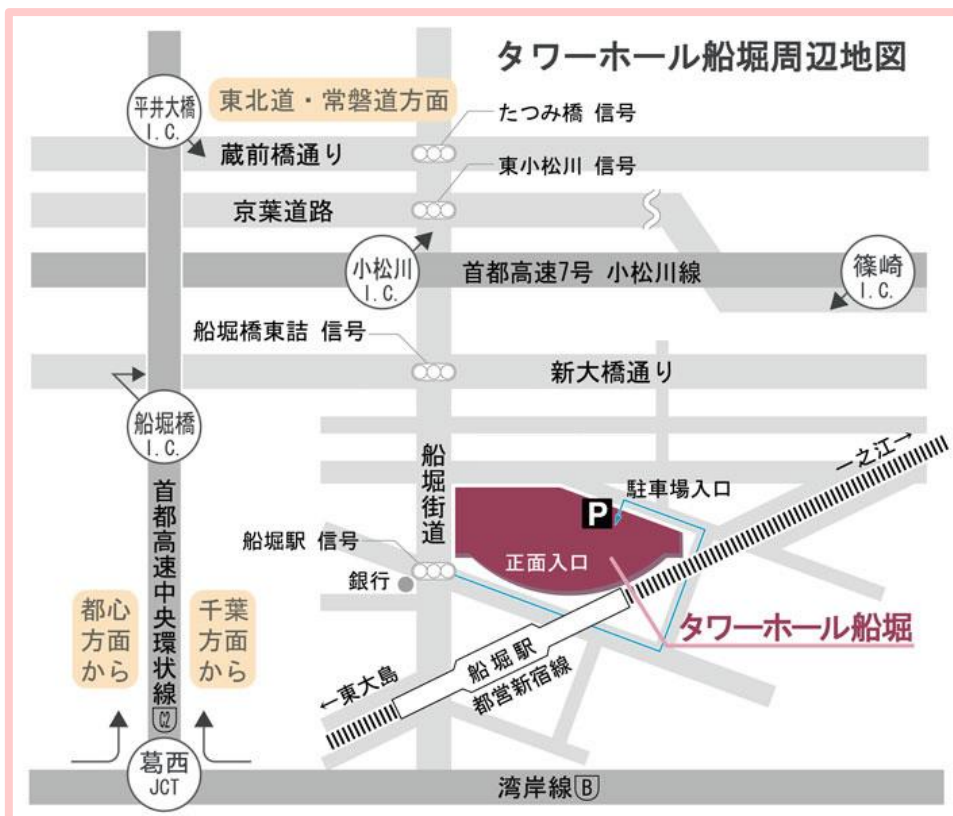 タワーホール船堀周辺地図
平井大橋
I.C.
東北道・常磐道方面
たつみ橋 信号
蔵前橋通り
東小松川 信号
京葉道路
小松川
I.C.
首都高速7号 小松川線
篠崎
I.C.
船堀橋東詰 信号
新大橋通り
船堀橋
I.C.
船堀街道
一之江→
駐車場入口
P
首都高速中央環状線
C2
船堀駅 信号
正面入口
銀行
都心
方面
から
千葉
方面
から
タワーホール船堀
船堀駅
都営新宿線
←東大島
葛西
JCT
湾岸線 B